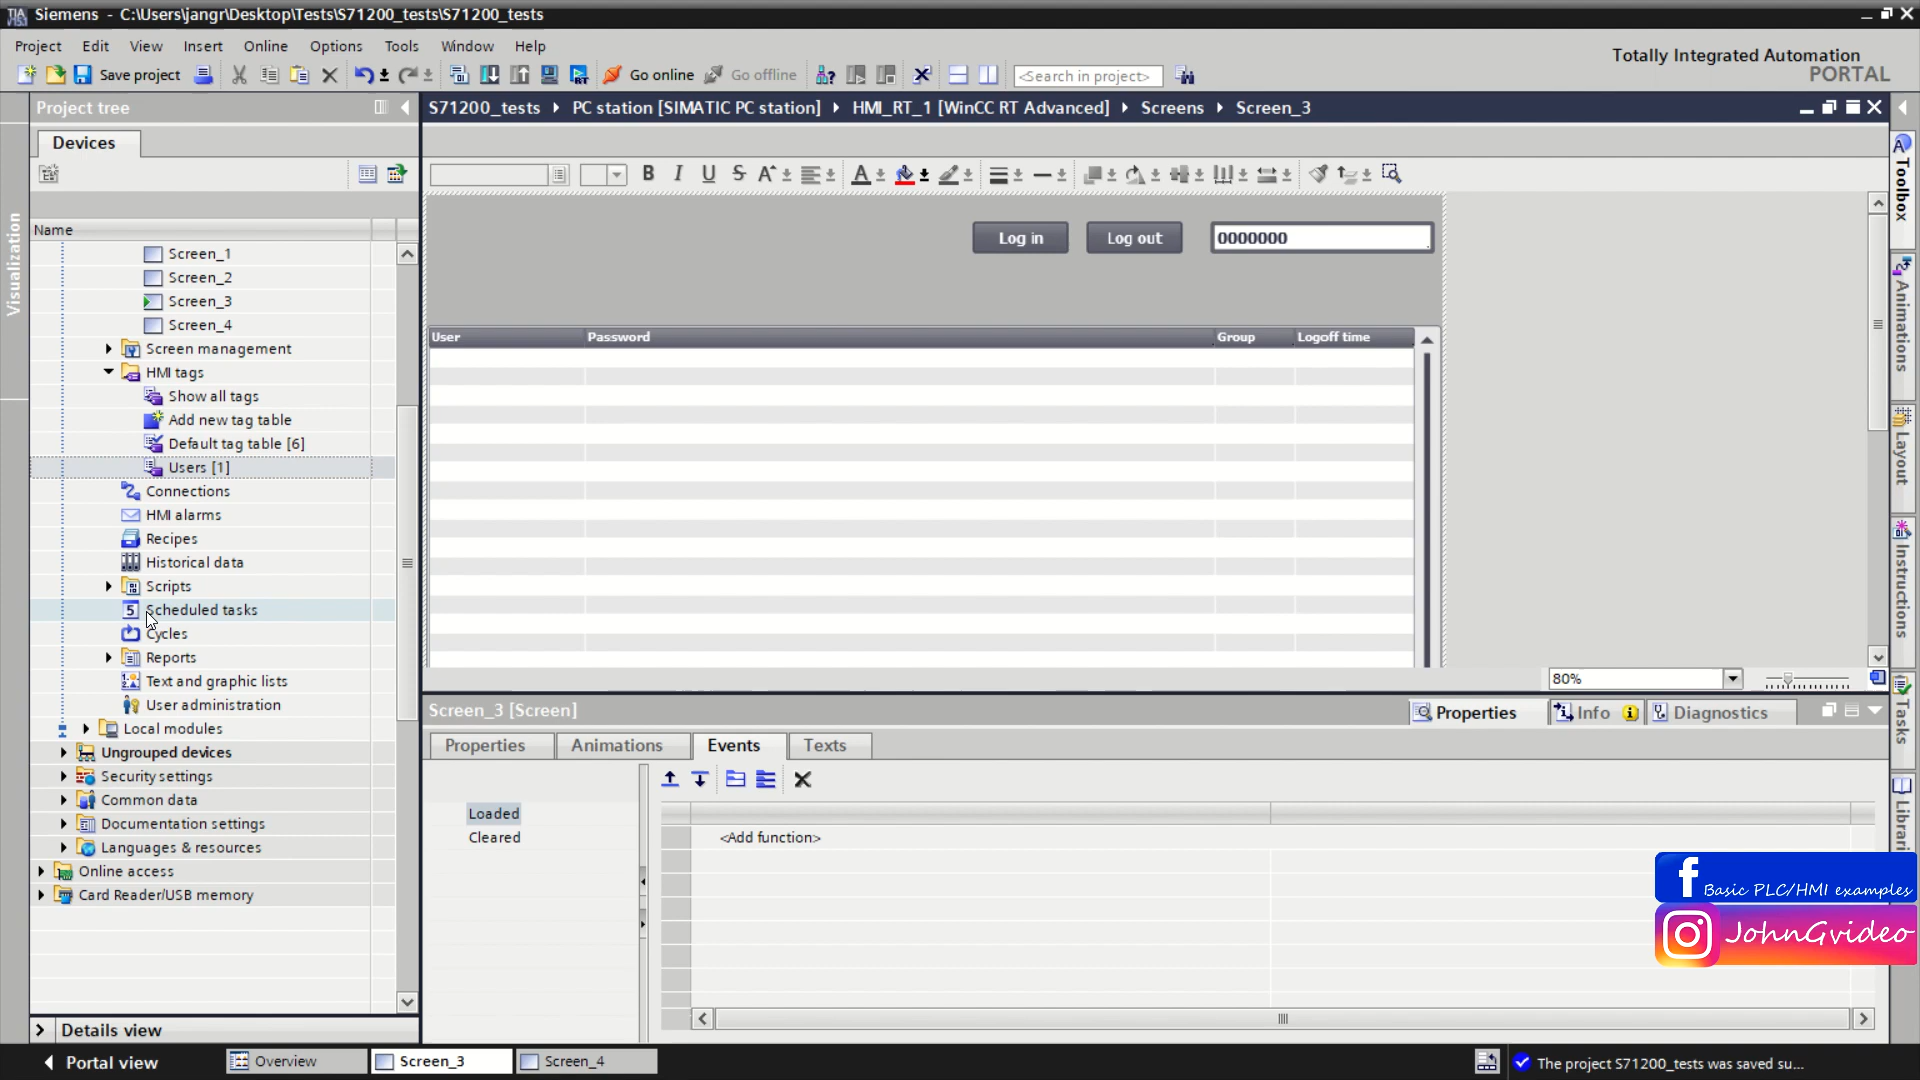 Siemens - C:\Users\jangr\Desktop\Tests\S71200_tests\S71200_tests
Project Edit View Insert Online Options Tools Window Help
Totally Integrated Automation
PORTAL
Save project Go online Go offline <Search in project>
Project tree
S71200_tests PC station [SIMATIC PC station] HMI_RT_1 [WinCC RT Advanced] Screens Screen_3
Devices
Visualization
Name
Screen_1
Screen_2
Screen_3
Screen_4
Screen management
HMI tags
Show all tags
Add new tag table
Default tag table [6]
Users [1]
Connections
HMI alarms
Recipes
Historical data
Scripts
Scheduled tasks
Cycles
Reports
Text and graphic lists
User administration
Local modules
Ungrouped devices
Security settings
Common data
Documentation settings
Languages & resources
Online access
Card Reader/USB memory
Details view
B I U S A A
Log in Log out 0000000
User Password Group Logoff time
80%
Screen_3 [Screen]
Properties Info Diagnostics
Properties Animations Events Texts
Loaded
Cleared
<Add function>
Toolbox
Animations
Layout
Instructions
Tasks
Librari
Basic PLC/HMI examples
JohnGvideo
Portal view Overview Screen_3 Screen_4 The project S71200_tests was saved su...